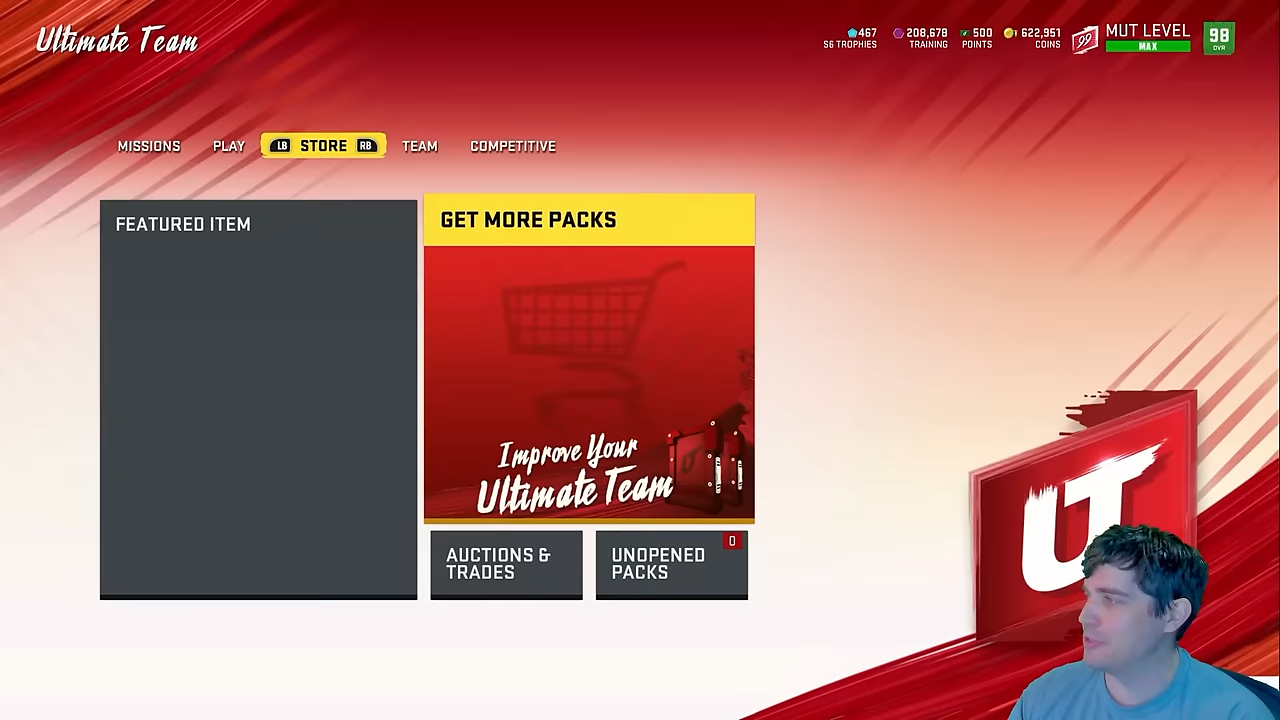 Ultimate Team
467
S6 TROPHIES
208,678
TRAINING
500
POINTS
622,951
COINS
99
MUT LEVEL
MAX
98
OVR
MISSIONS
PLAY
LB STORE RB
TEAM
COMPETITIVE
FEATURED ITEM
GET MORE PACKS
Improve Your
Ultimate Team
AUCTIONS &
TRADES
UNOPENED
PACKS
0
UT